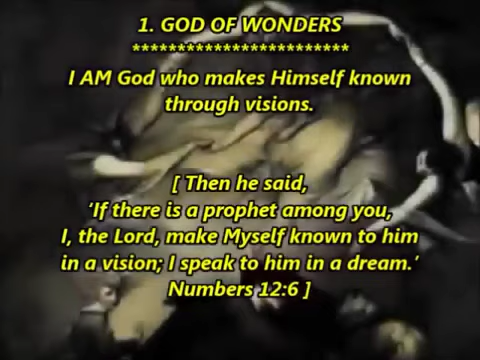 1. GOD OF WONDERS
************************
I AM God who makes Himself known
through visions.
[ Then he said,
‘If there is a prophet among you,
I, the Lord, make Myself known to him
in a vision; I speak to him in a dream.’
Numbers 12:6 ]